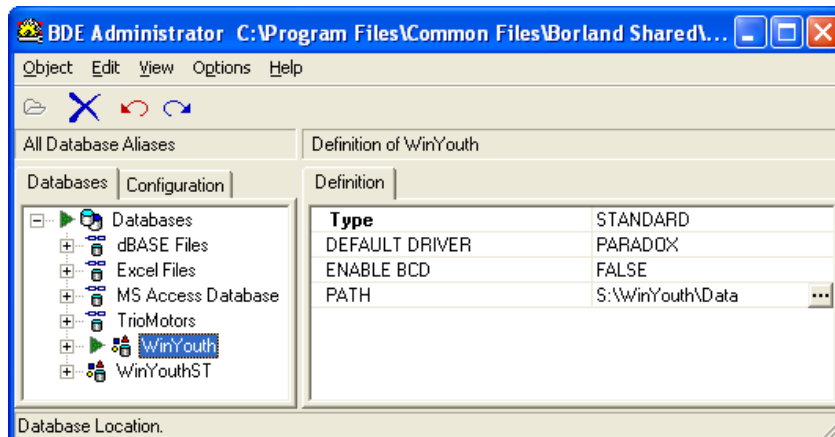 BDE Administrator C:\Program Files\Common Files\Borland Shared\...
Object Edit View Options Help
All Database Aliases
Definition of WinYouth
Databases Configuration
Definition
Databases
dBASE Files
Excel Files
MS Access Database
TrioMotors
WinYouth
WinYouthST
Type STANDARD
DEFAULT DRIVER PARADOX
ENABLE BCD FALSE
PATH S:\WinYouth\Data ...
Database Location.